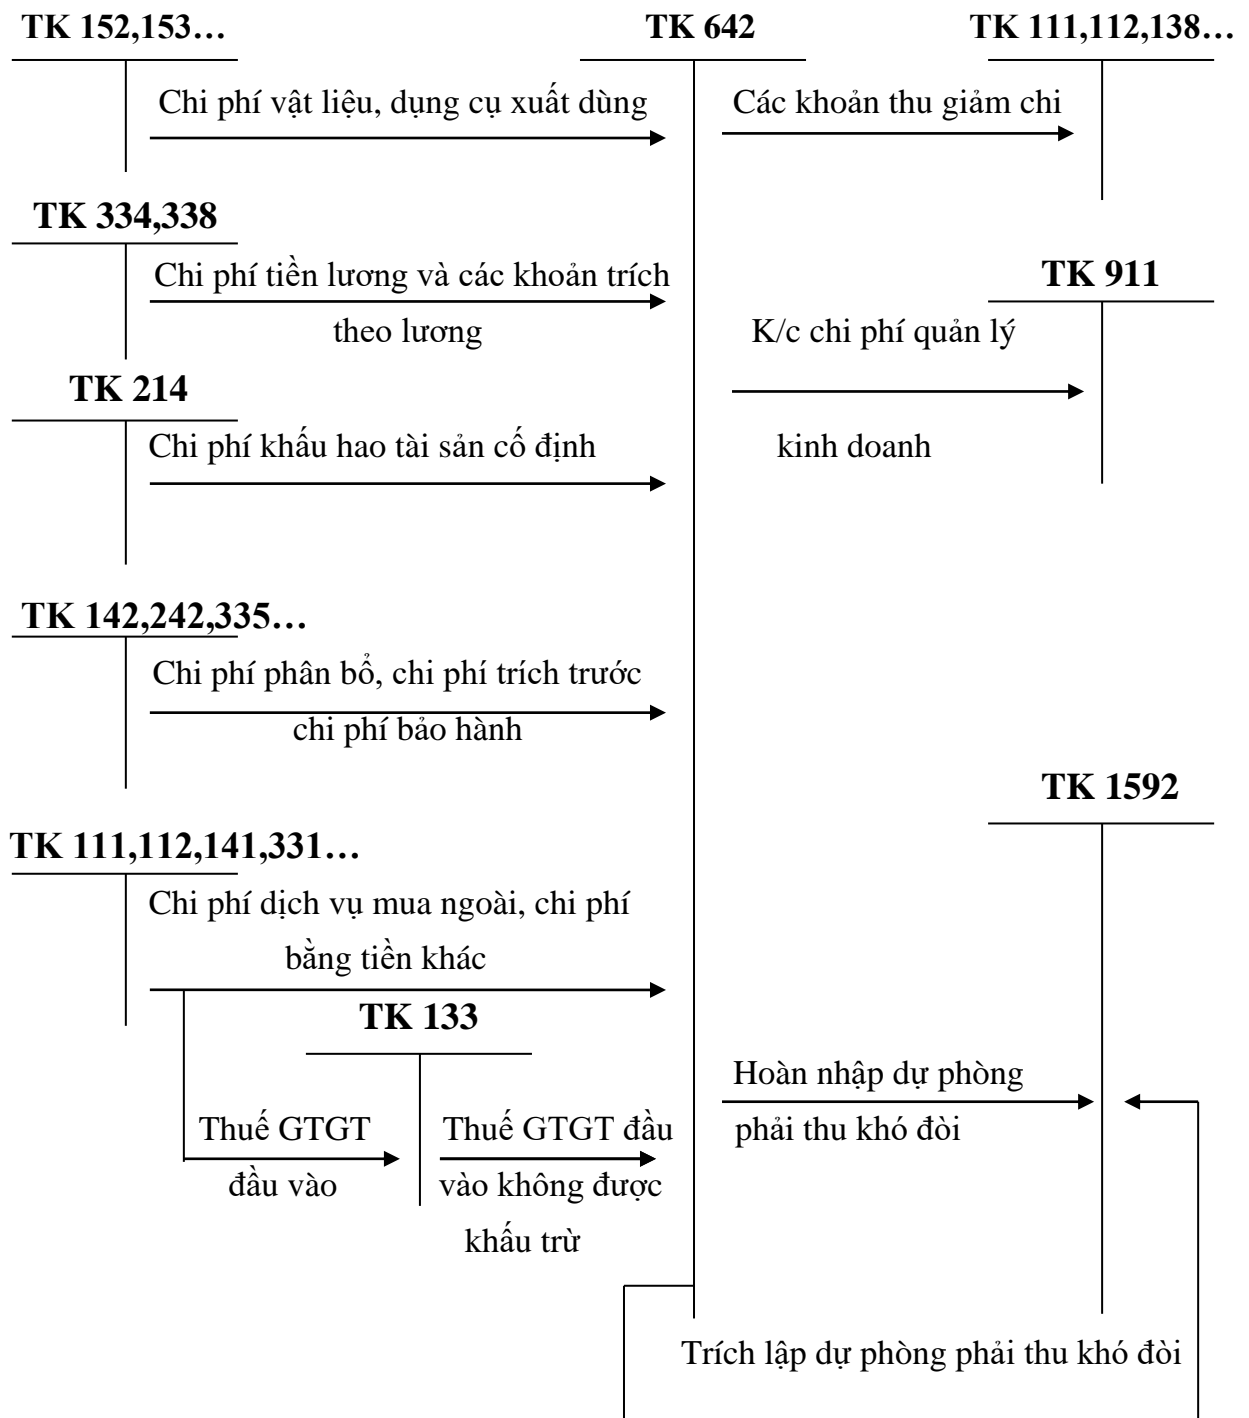 TK 152,153…
TK 642
TK 111,112,138…
Chi phí vật liệu, dụng cụ xuất dùng
Các khoản thu giảm chi
TK 334,338
Chi phí tiền lương và các khoản trích
theo lương
TK 911
K/c chi phí quản lý
kinh doanh
TK 214
Chi phí khấu hao tài sản cố định
TK 142,242,335…
Chi phí phân bổ, chi phí trích trước
chi phí bảo hành
TK 1592
TK 111,112,141,331…
Chi phí dịch vụ mua ngoài, chi phí
bằng tiền khác
TK 133
Thuế GTGT
đầu vào
Thuế GTGT đầu
vào không được
khấu trừ
Hoàn nhập dự phòng
phải thu khó đòi
Trích lập dự phòng phải thu khó đòi